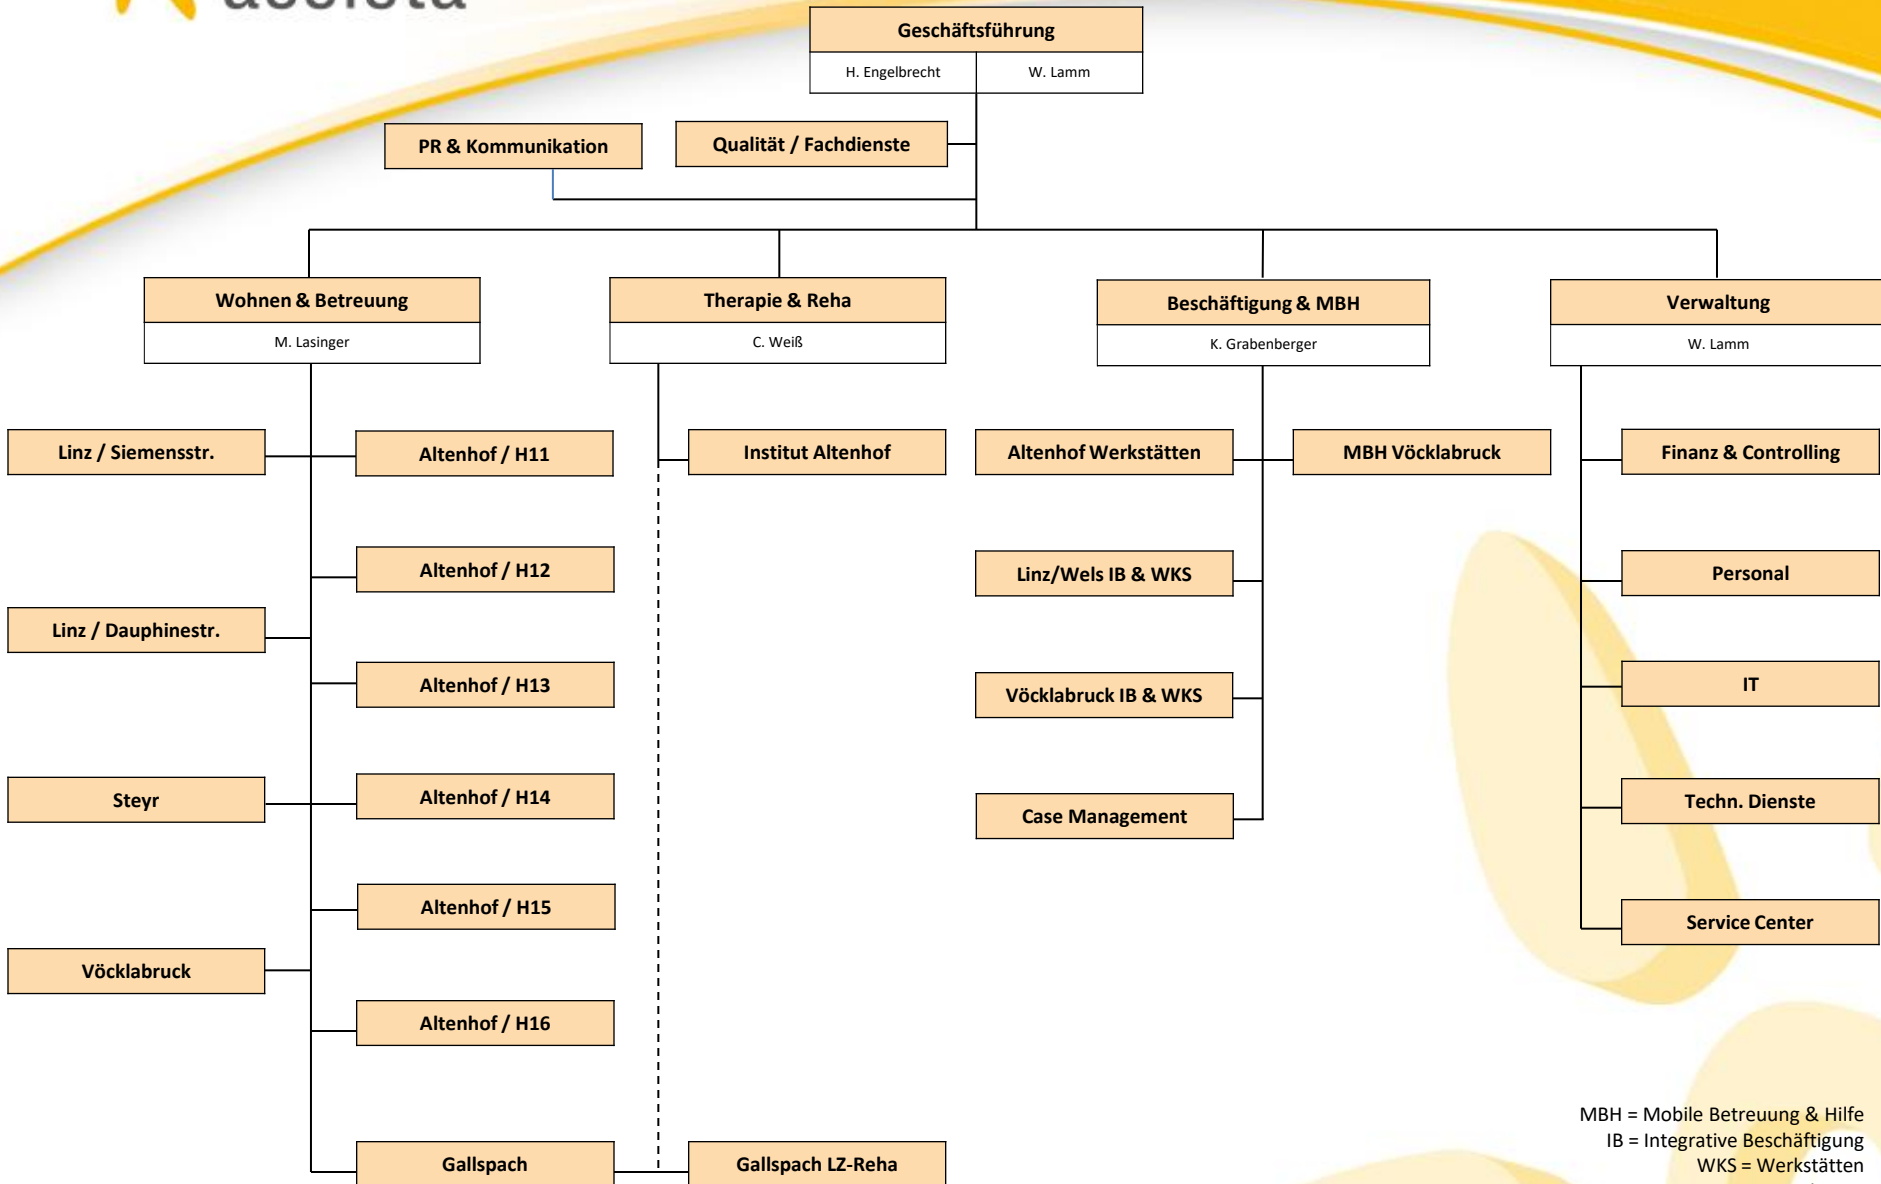 assista
Geschäftsführung
H. Engelbrecht
W. Lamm
PR & Kommunikation
Qualität / Fachdienste
Wohnen & Betreuung
M. Lasinger
Therapie & Reha
C. Weiß
Beschäftigung & MBH
K. Grabenberger
Verwaltung
W. Lamm
Linz / Siemensstr.
Altenhof / H11
Institut Altenhof
Altenhof Werkstätten
MBH Vöcklabruck
Finanz & Controlling
Altenhof / H12
Linz/Wels IB & WKS
Personal
Linz / Dauphinestr.
Altenhof / H13
Vöcklabruck IB & WKS
IT
Steyr
Altenhof / H14
Case Management
Techn. Dienste
Altenhof / H15
Service Center
Vöcklabruck
Altenhof / H16
Gallspach
Gallspach LZ-Reha
MBH = Mobile Betreuung & Hilfe
IB = Integrative Beschäftigung
WKS = Werkstätten